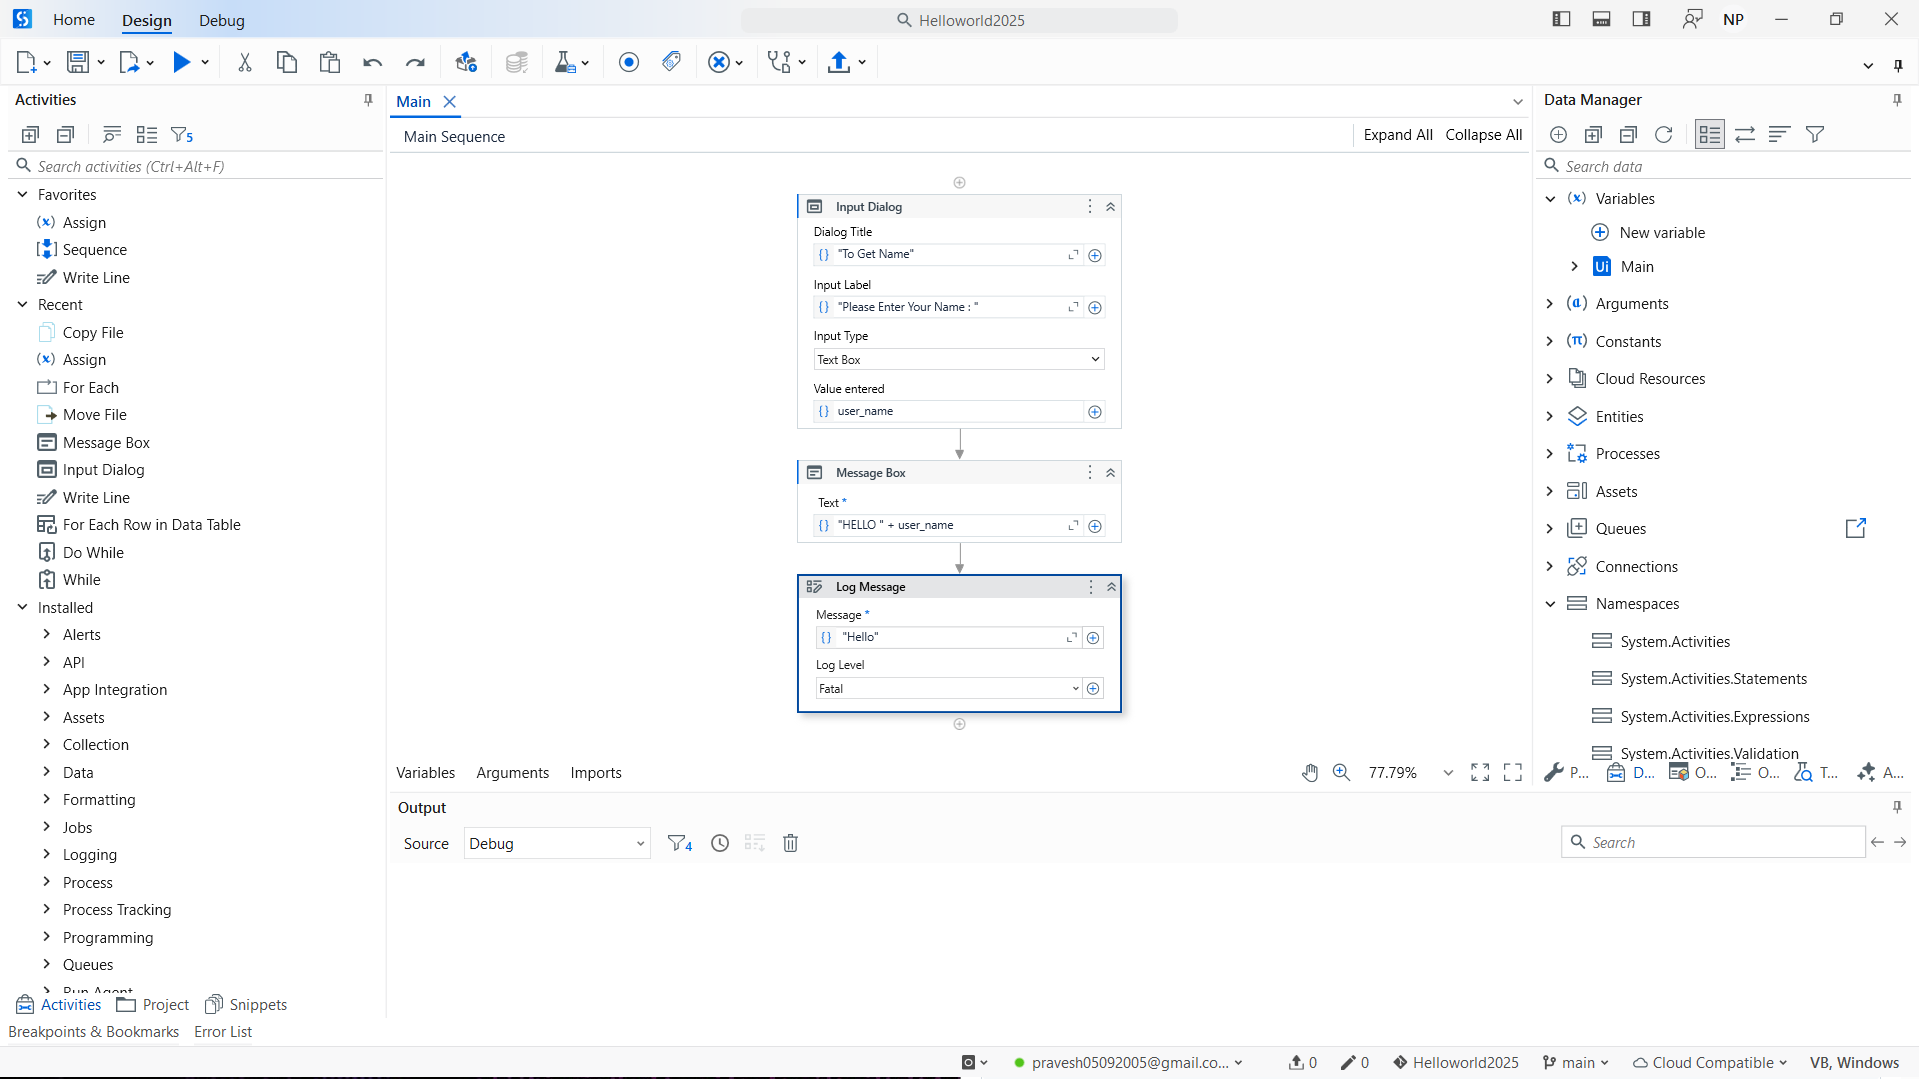 Home
Design
Debug
Helloworld2025
NP
Activities
5
Search activities (Ctrl+Alt+F)
Favorites
Assign
Sequence
Write Line
Recent
Copy File
Assign
For Each
Move File
Message Box
Input Dialog
Write Line
For Each Row in Data Table
Do While
While
Installed
Alerts
API
App Integration
Assets
Collection
Data
Formatting
Jobs
Logging
Process
Process Tracking
Programming
Queues
Run Agent
Activities
Project
Snippets
Breakpoints & Bookmarks
Error List
Main
Main Sequence
Expand All
Collapse All
Input Dialog
Dialog Title
"To Get Name"
Input Label
"Please Enter Your Name : "
Input Type
Text Box
Value entered
user_name
Message Box
Text *
"HELLO " + user_name
Log Message
Message *
"Hello"
Log Level
Fatal
Variables
Arguments
Imports
77.79%
Output
Source
Debug
4
Search
Data Manager
Search data
Variables
New variable
Ui Main
Arguments
Constants
Cloud Resources
Entities
Processes
Assets
Queues
Connections
Namespaces
System.Activities
System.Activities.Statements
System.Activities.Expressions
System.Activities.Validation
P...
D...
O...
O...
T...
A...
pravesh05092005@gmail.co...
0
0
Helloworld2025
main
Cloud Compatible
VB, Windows